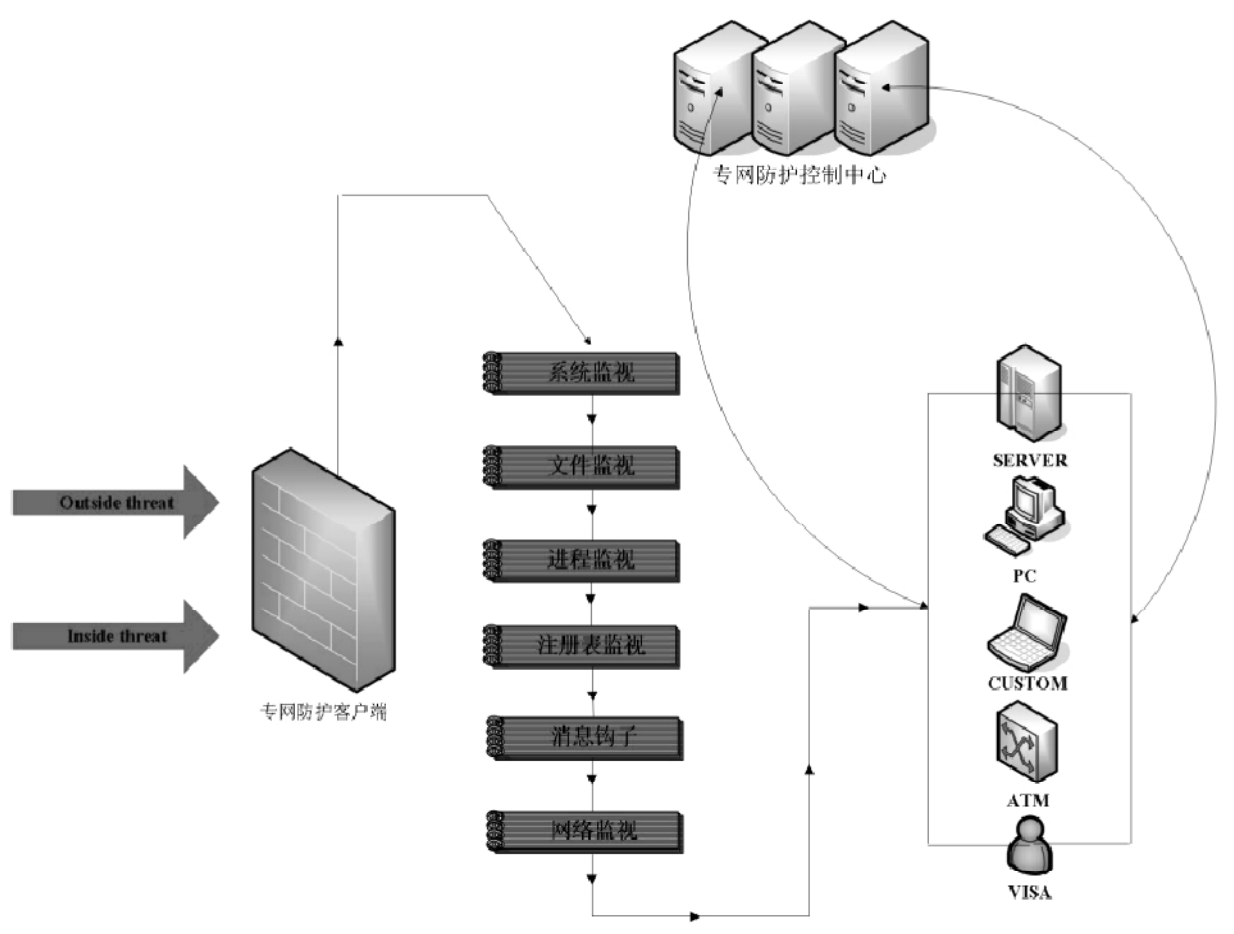 专网防护控制中心
系统监视
文件监视
进程监视
注册表监视
消息钩子
网络监视
Outside threat
Inside threat
专网防护客户端
SERVER
PC
CUSTOM
ATM
VISA